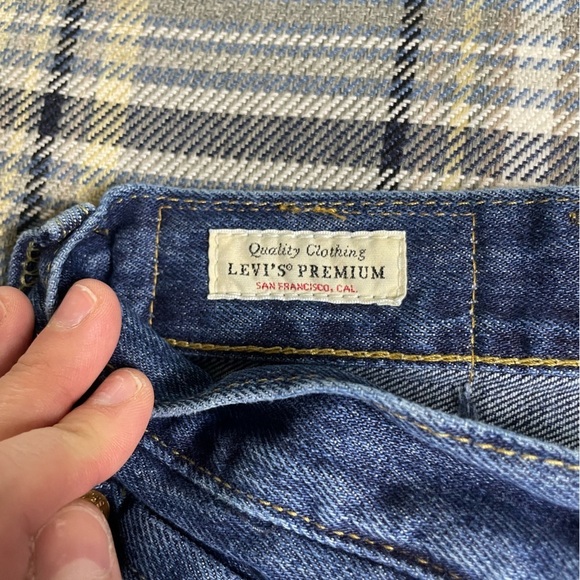 Quality Clothing
LEVI'S® PREMIUM
SAN FRANCISCO, CAL.